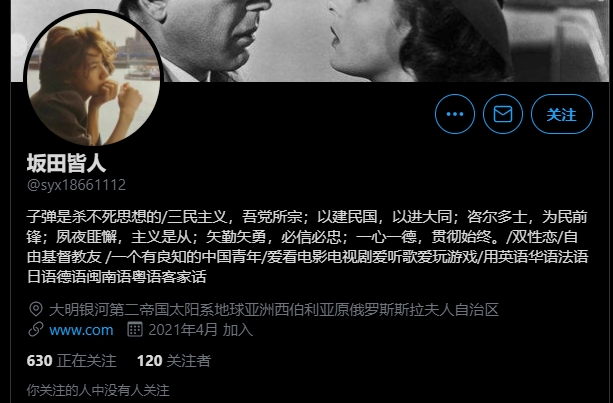 关注
坂田皆人
@syx18661112
子弹是杀不死思想的/三民主义，吾党所宗；以建民国，以进大同；咨尔多士，为民前
锋；夙夜匪懈，主义是从；矢勤矢勇，必信必忠；一心一德，贯彻始终。/双性恋/自
由基督教友 /一个有良知的中国青年/爱看电影电视剧爱听歌爱玩游戏/用英语华语法语
日语德语闽南语粤语客家话
大明银河第二帝国太阳系地球亚洲西伯利亚原俄罗斯斯拉夫人自治区
www.com 2021年4月 加入
630 正在关注 120 关注者
你关注的人中没有人关注